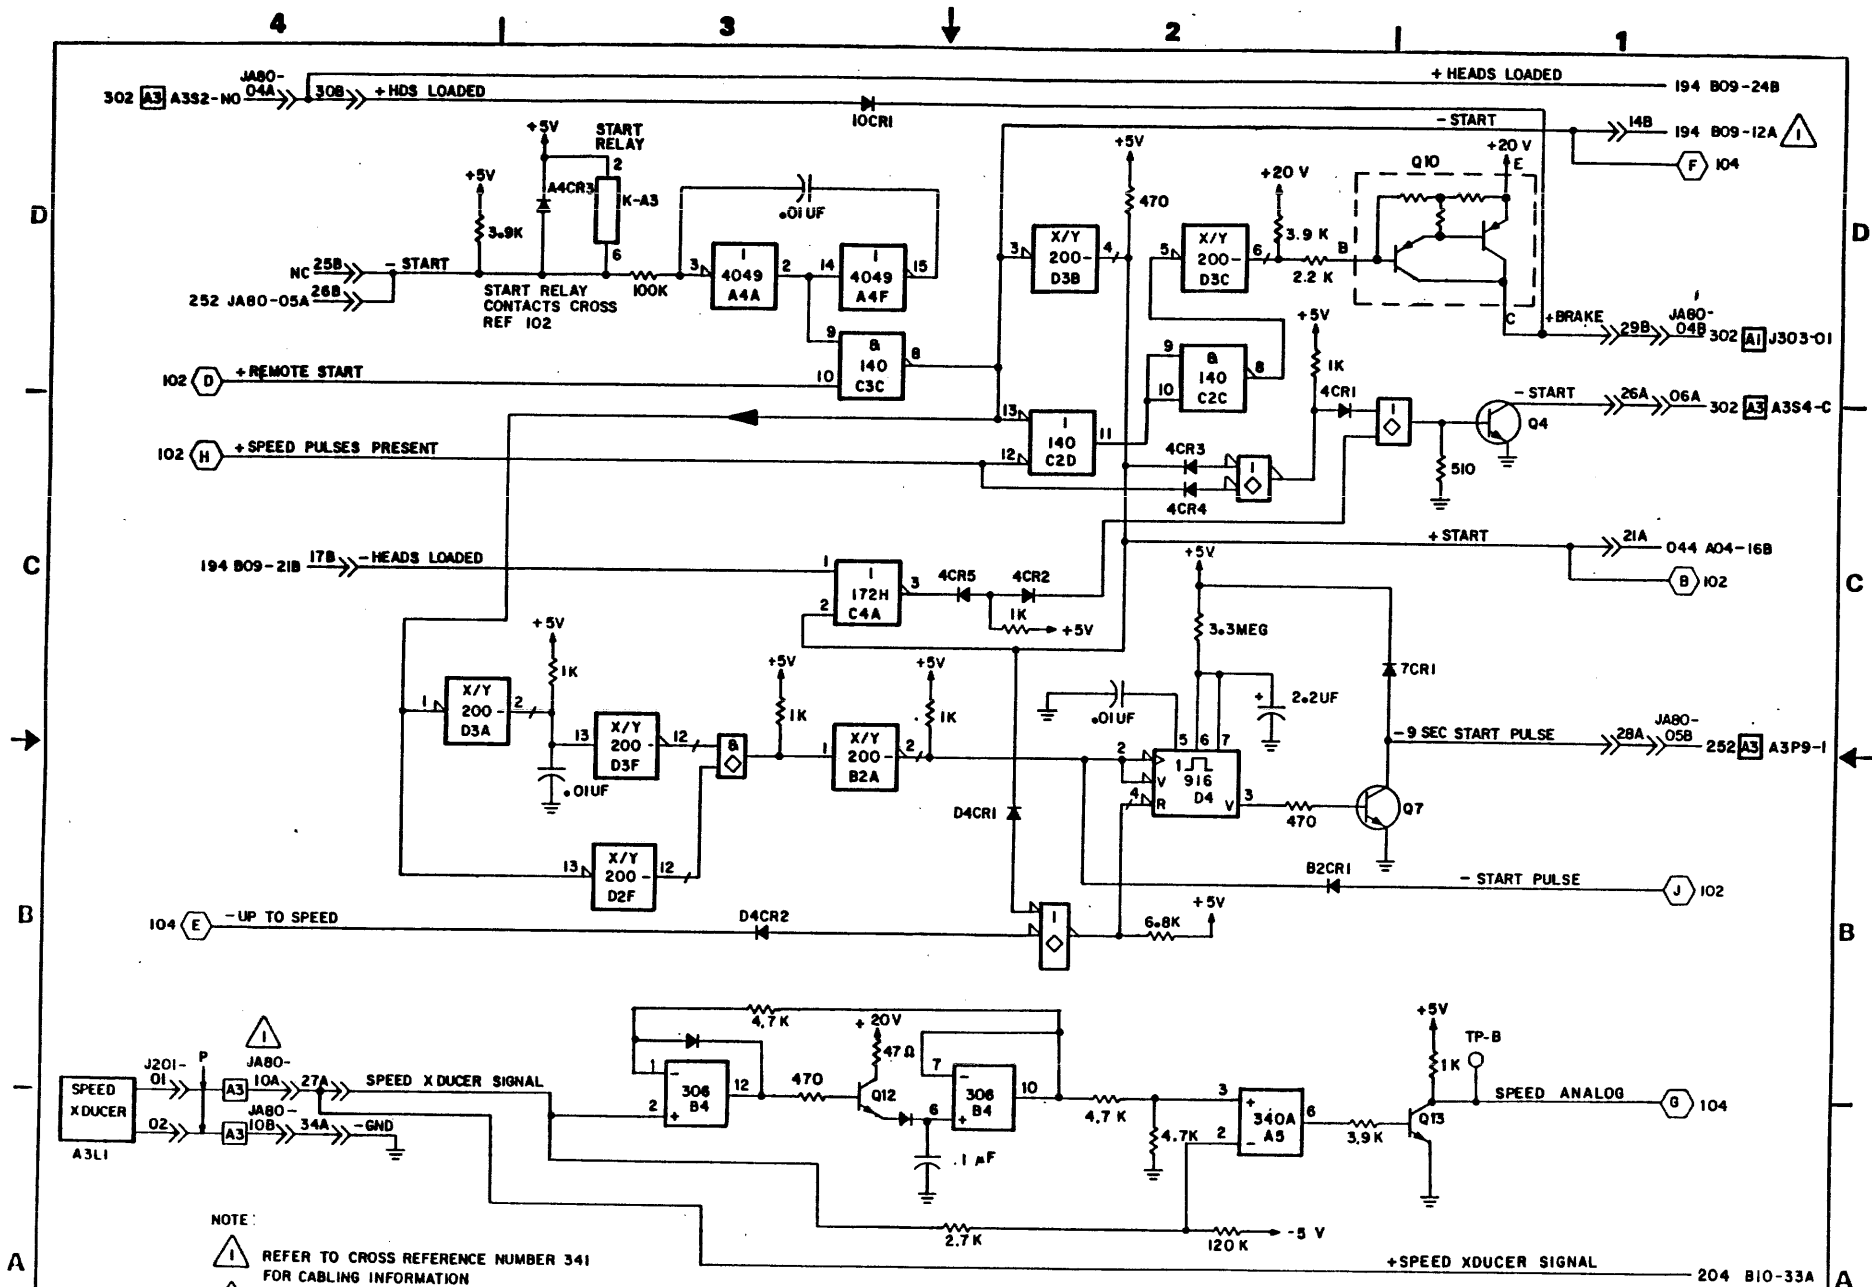 4 3 2 1
+ HEADS LOADED
194 B09-24B
302 A3 A3S2-NO
JA80-
04A
30B
+HDS LOADED
10CR1
-START
14B
194 B09-12A
1
F 104
+5V
START
RELAY
2
A4CR3
K-A3
6
+5V
3.9K
.01UF
+5V
470
+20 V
3.9 K
Q10
+20 V
E
B
C
D
D
NC 25B
- START
252 JA80-05A 26B
START RELAY
CONTACTS CROSS
REF 102
100K
3
1
4049
A4A
2
14
1
4049
A4F
15
3
X/Y
200-
D3B
4
5
X/Y
200-
D3C
6
2.2 K
+BRAKE
29B
JA80-
04B
302 A1 J303-01
9
&
140
C3C
8
10
102 D +REMOTE START
9
&
140
C2C
8
10
+5V
1K
4CR1
1
- START
26A
06A
302 A3 A3S4-C
Q4
510
13
1
140
C2D
11
12
102 H +SPEED PULSES PRESENT
4CR3
4CR4
1
+START
21A
044 A04-16B
B 102
C
C
194 B09-21B 17B -HEADS LOADED
1
1
172H
C4A
3
2
4CR5
4CR2
1K
+5V
+5V
3.3MEG
7CR1
2.2UF
+
.01UF
+5V
1K
1
X/Y
200-
D3A
2
.01UF
13
X/Y
200 -
D3F
12
&
+5V
1K
1
X/Y
200-
B2A
2
+5V
1K
5 6 7
2
1
V
916
D4
4
R
V
3
470
Q7
-9 SEC START PULSE
28A
JA80-
05B
252 A3 A3P9-1
13
X/Y
200 -
D2F
12
D4CR1
B2CR1
- START PULSE
J 102
B
B
104 E -UP TO SPEED
D4CR2
1
6.8K
+5V
4.7K
+ 20V
47Ω
+5V
TP-B
1K
1
JA80-
J201-
P
SPEED
XDUCER
A3L1
01
A3
10A
27A
SPEED XDUCER SIGNAL
02
A3
JA80-
10B
34A
-GND
1
-
306
B4
12
2
+
470
Q12
7
-
306
B4
10
6
+
.1 µF
4.7 K
4.7K
3
+
340A
A5
6
2
-
3.9K
Q13
SPEED ANALOG
G 104
2.7K
120 K
-5 V
A
A
NOTE:
1 REFER TO CROSS REFERENCE NUMBER 341
FOR CABLING INFORMATION
+SPEED XDUCER SIGNAL
204 B10-33A